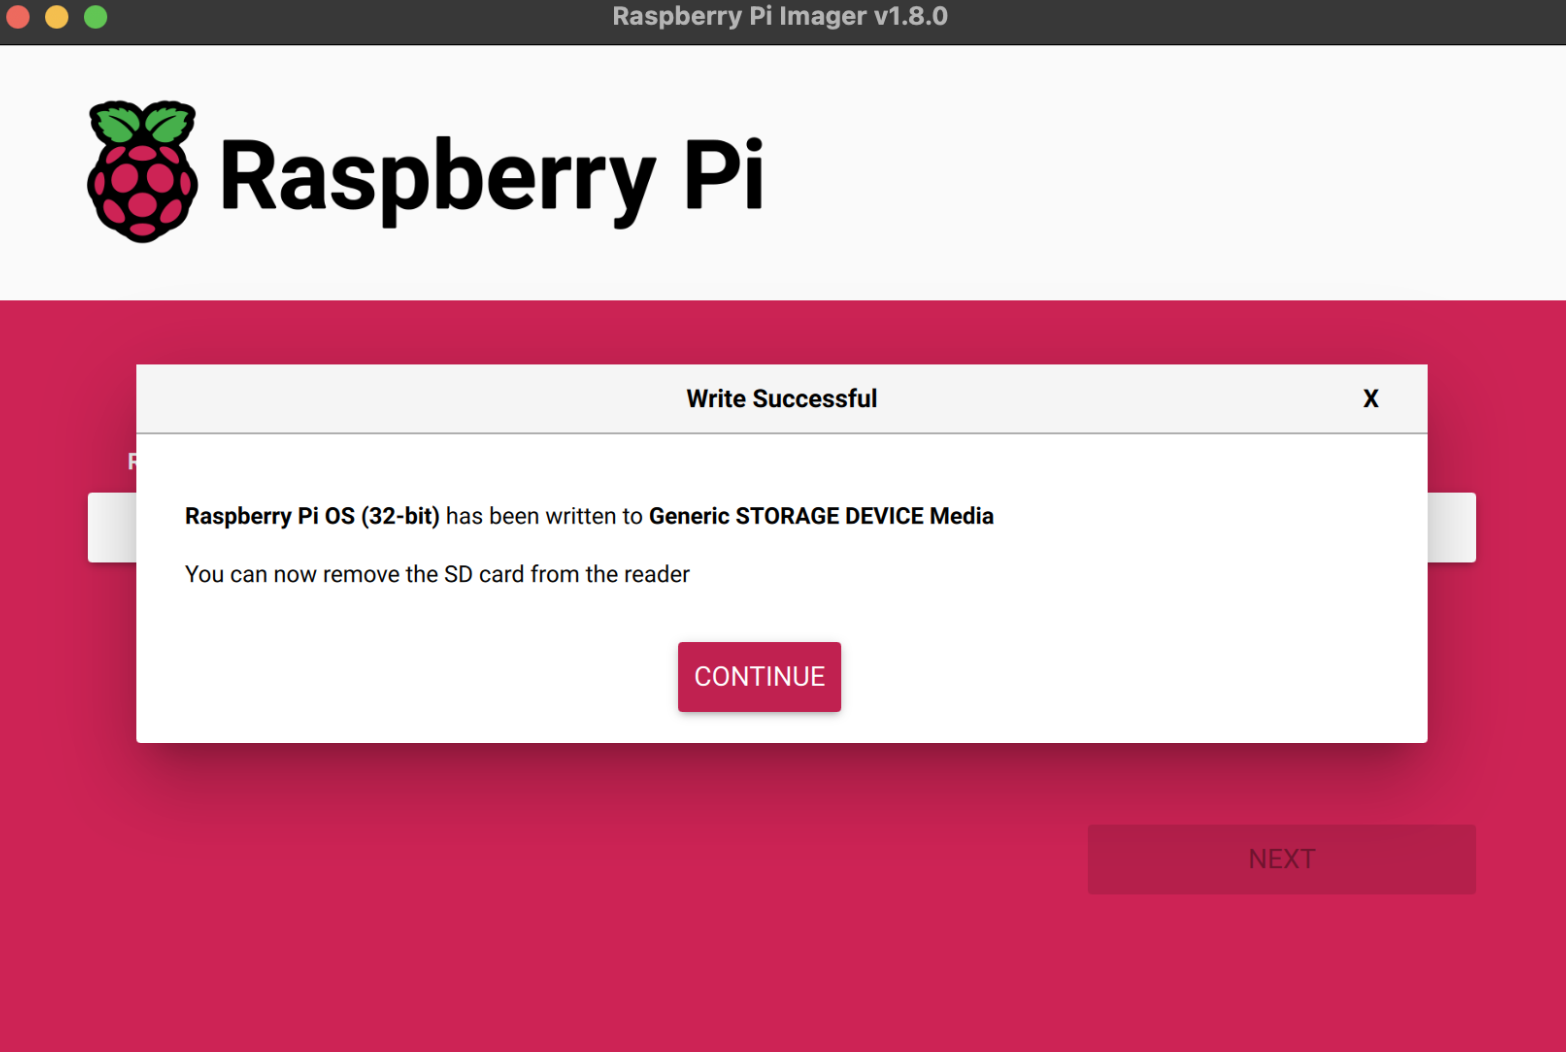 Raspberry Pi Imager v1.8.0
Raspberry Pi
Write Successful
X
R
Raspberry Pi OS (32-bit) has been written to Generic STORAGE DEVICE Media
You can now remove the SD card from the reader
CONTINUE
NEXT